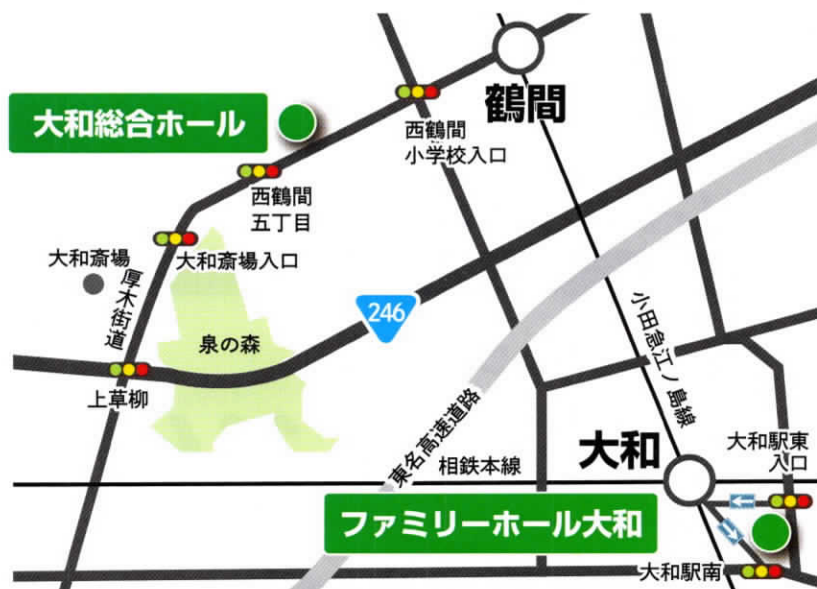 鶴間
大和総合ホール
西鶴間
小学校入口
西鶴間
五丁目
大和斎場
大和斎場入口
厚木街道
246
小田急江ノ島線
泉の森
上草柳
東名高速道路
相鉄本線
大和
大和駅東
入口
ファミリーホール大和
大和駅南